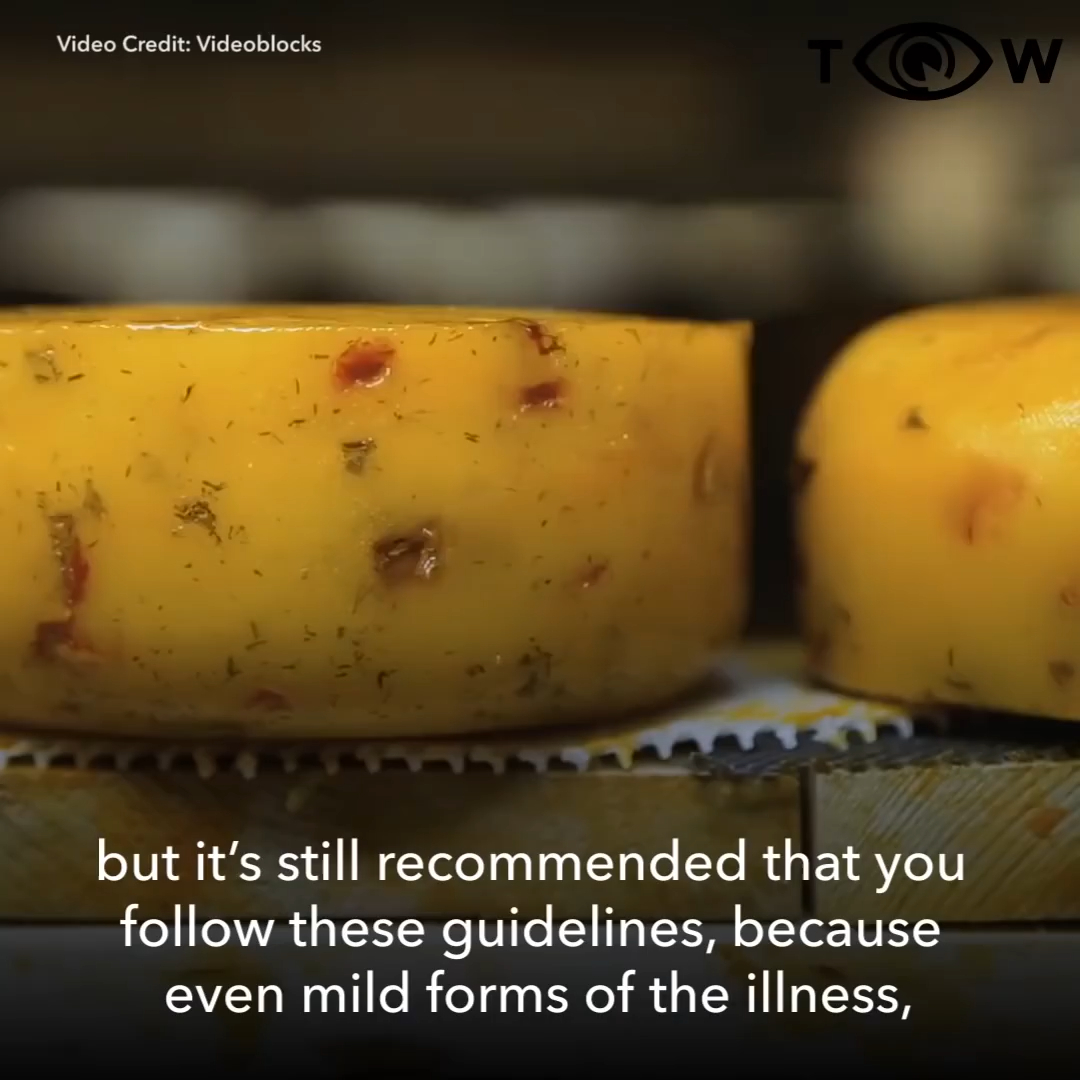 Video Credit: Videoblocks
T W
but it’s still recommended that you
follow these guidelines, because
even mild forms of the illness,